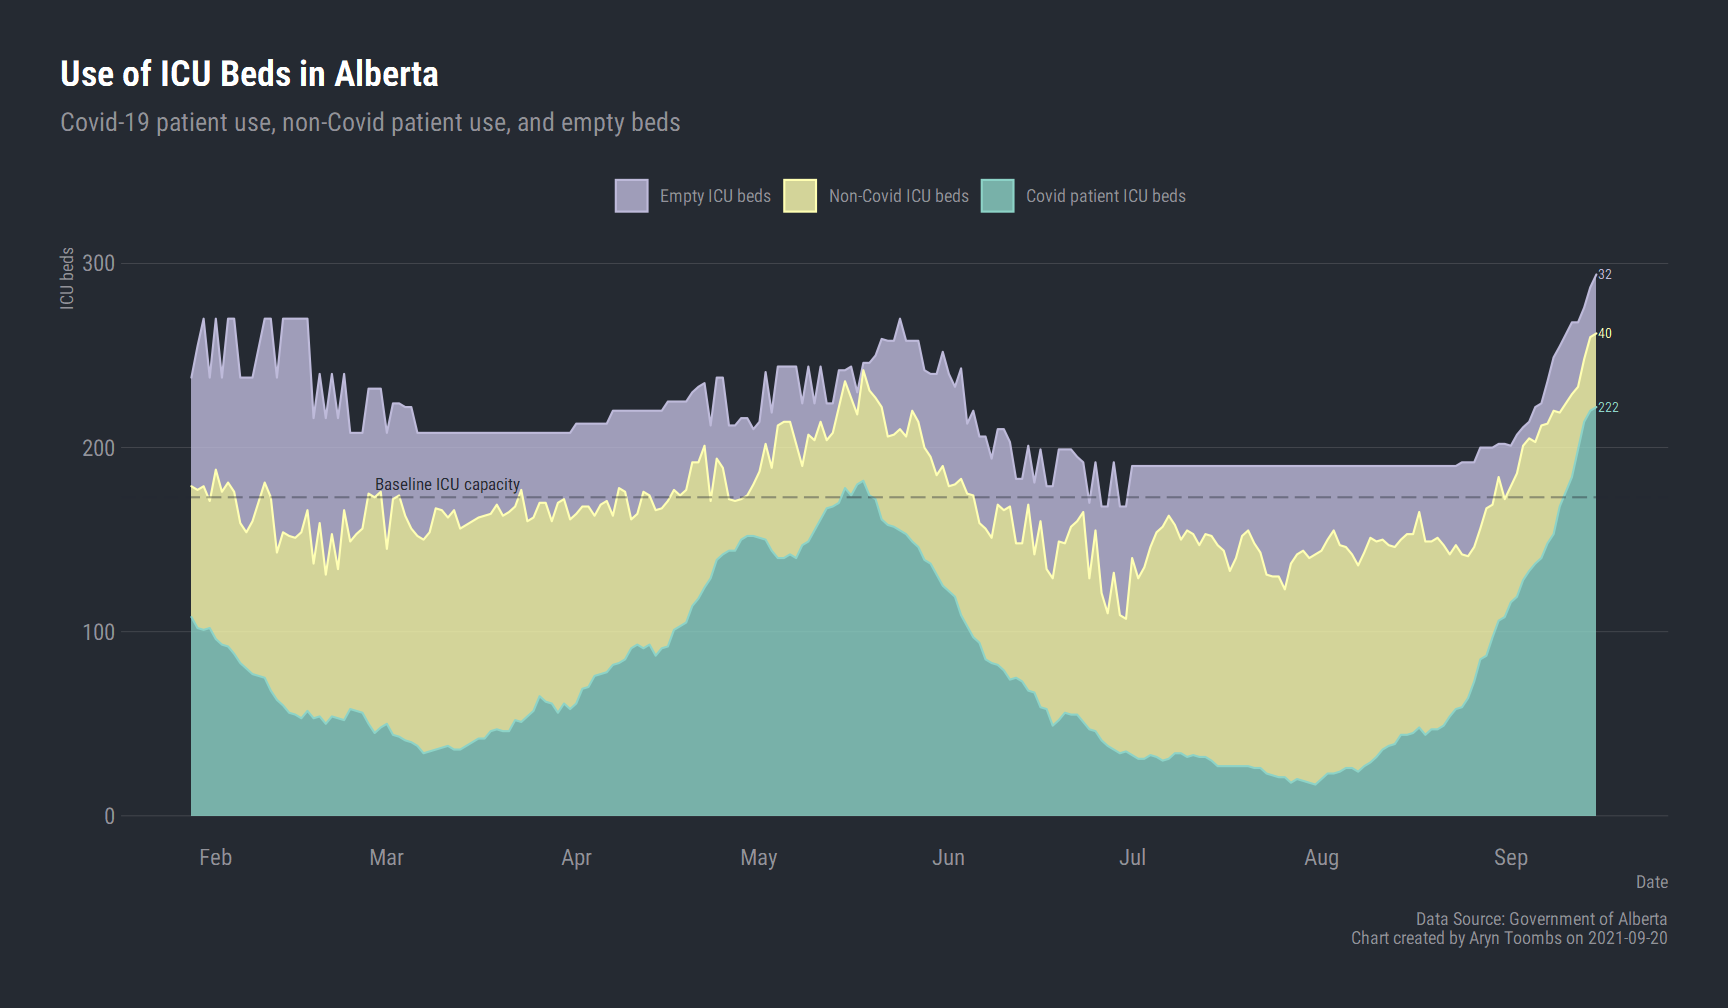 Use of ICU Beds in Alberta
Covid-19 patient use, non-Covid patient use, and empty beds
Empty ICU beds Non-Covid ICU beds Covid patient ICU beds
ICU beds
300
200
100
0
Baseline ICU capacity
32
40
222
Feb Mar Apr May Jun Jul Aug Sep
Date
Data Source: Government of Alberta
Chart created by Aryn Toombs on 2021-09-20